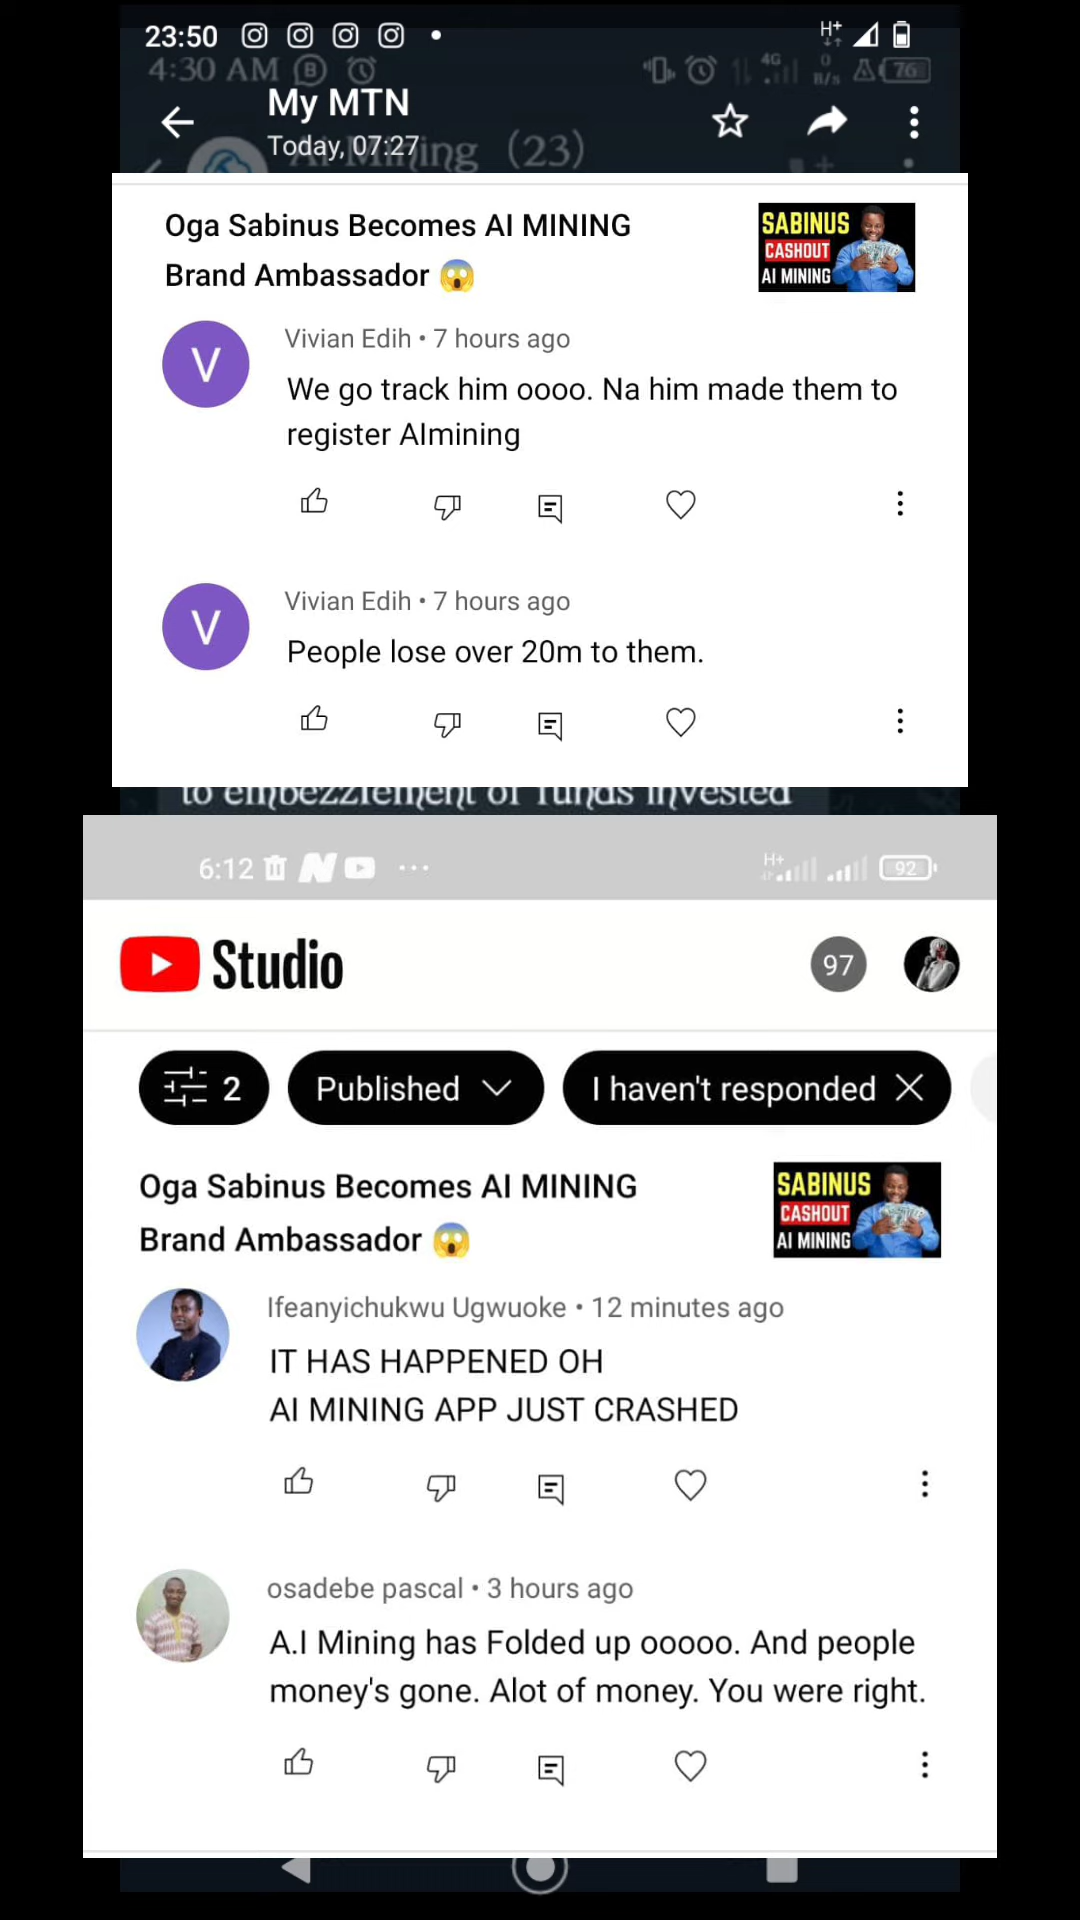 23:50
H+
4:30 AM B
4G
0
B/s
76
My MTN
Today, 07:27
Ai Mining (23)
Oga Sabinus Becomes AI MINING
Brand Ambassador 😱
SABINUS
CASHOUT
AI MINING
V
Vivian Edih • 7 hours ago
We go track him oooo. Na him made them to
register AImining
V
Vivian Edih • 7 hours ago
People lose over 20m to them.
to embezzlement of funds invested
6:12
H+
92
Studio
97
2
Published
I haven't responded
Oga Sabinus Becomes AI MINING
Brand Ambassador 😱
SABINUS
CASHOUT
AI MINING
Ifeanyichukwu Ugwuoke • 12 minutes ago
IT HAS HAPPENED OH
AI MINING APP JUST CRASHED
osadebe pascal • 3 hours ago
A.I Mining has Folded up ooooo. And people
money's gone. Alot of money. You were right.